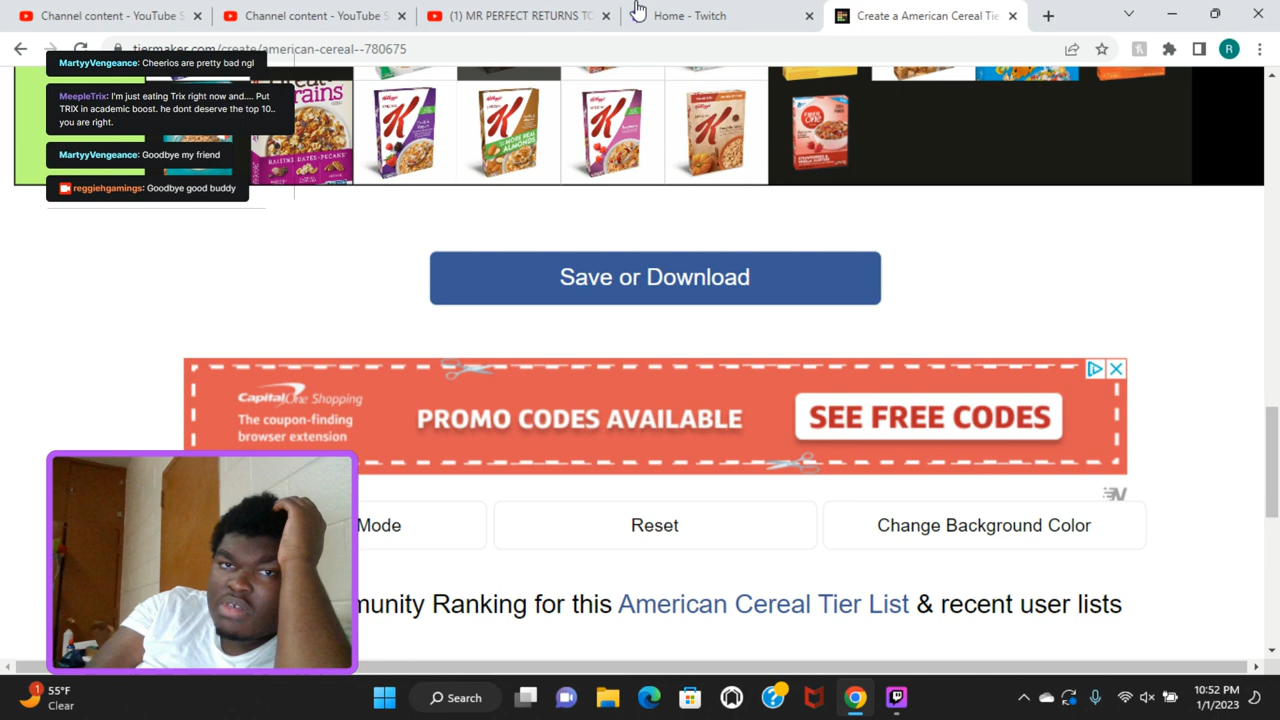 Channel content - YouTube S
Channel content - YouTube S
(1) MR PERFECT RETURNS TO
Home - Twitch
Create a American Cereal Tie
tiermaker.com/create/american-cereal--780675
R
MartyyVengeance: Cheerios are pretty bad ngl
MeepleTrix: I'm just eating Trix right now and.... Put
TRIX in academic boost. he dont deserve the top 10..
you are right.
MartyyVengeance: Goodbye my friend
reggiehgamings: Goodbye good buddy
Save or Download
CapitalOne Shopping
The coupon-finding
browser extension
PROMO CODES AVAILABLE
SEE FREE CODES
Mode
Reset
Change Background Color
munity Ranking for this American Cereal Tier List & recent user lists
1
55°F
Clear
Search
10:52 PM
1/1/2023